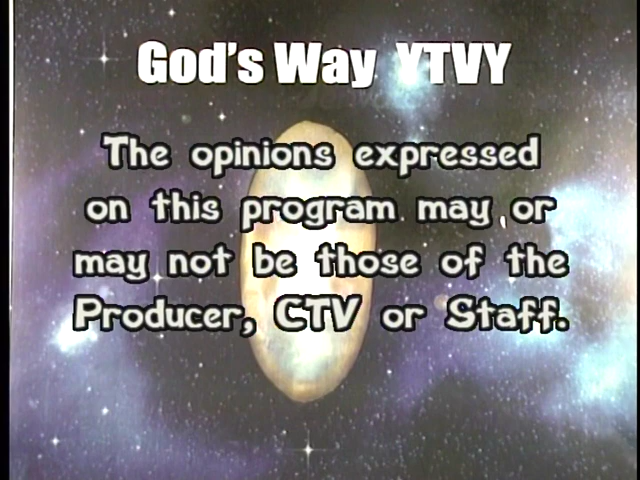 God's Way YTVY
The opinions expressed
on this program may or
may not be those of the
Producer, CTV or Staff.